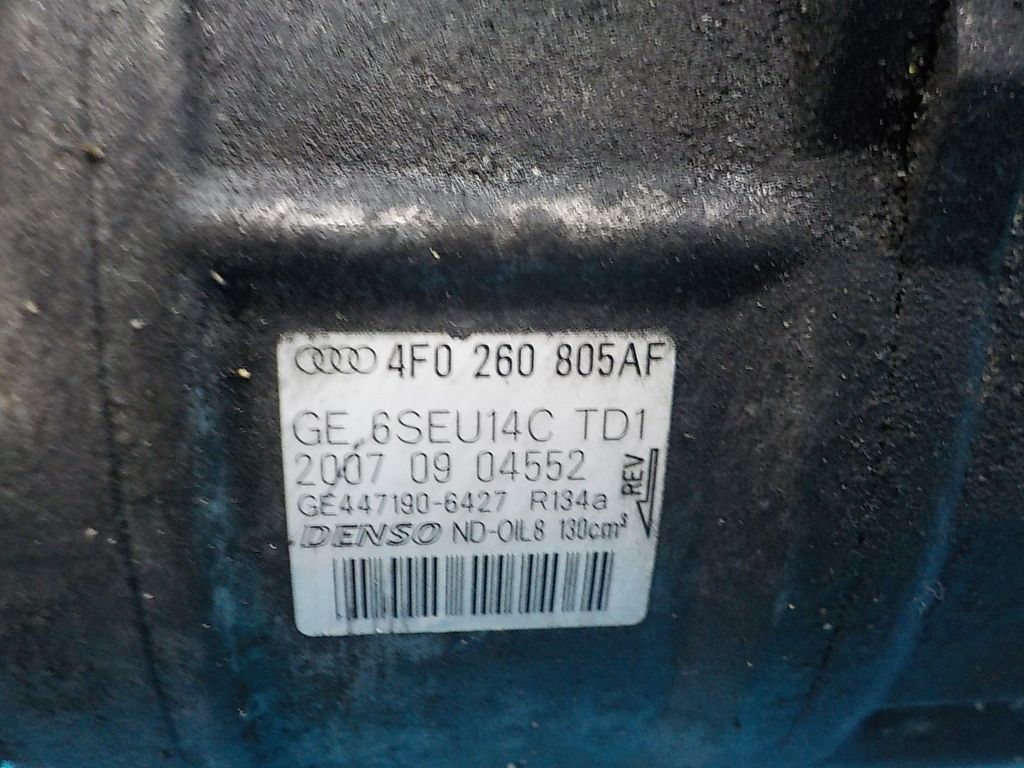 4F0 260 805AF
GE 6SEU14C TD1
2007 09 04552
GE447190-6427 R134a
DENSO ND-OIL8 130cm³
REV